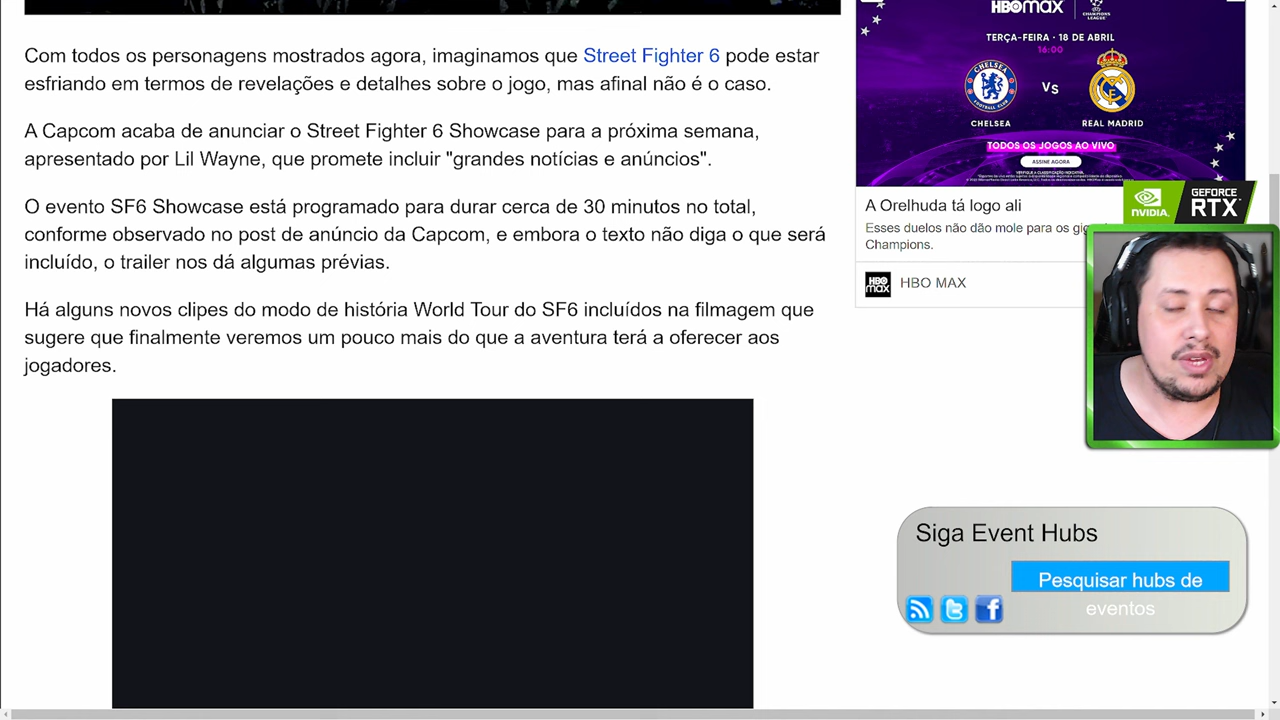 Com todos os personagens mostrados agora, imaginamos que Street Fighter 6 pode estar
esfriando em termos de revelações e detalhes sobre o jogo, mas afinal não é o caso.
A Capcom acaba de anunciar o Street Fighter 6 Showcase para a próxima semana,
apresentado por Lil Wayne, que promete incluir "grandes notícias e anúncios".
O evento SF6 Showcase está programado para durar cerca de 30 minutos no total,
conforme observado no post de anúncio da Capcom, e embora o texto não diga o que será
incluído, o trailer nos dá algumas prévias.
Há alguns novos clipes do modo de história World Tour do SF6 incluídos na filmagem que
sugere que finalmente veremos um pouco mais do que a aventura terá a oferecer aos
jogadores.
HBOMAX
CHAMPIONS
LEAGUE
TERÇA-FEIRA - 18 DE ABRIL
16:00
Vs
CHELSEA
REAL MADRID
TODOS OS JOGOS AO VIVO
ASSINE AGORA
A Orelhuda tá logo ali
Esses duelos não dão mole para os
Champions.
HBO
MAX
HBO MAX
NVIDIA.
GEFORCE
RTX
Siga Event Hubs
Pesquisar hubs de
eventos